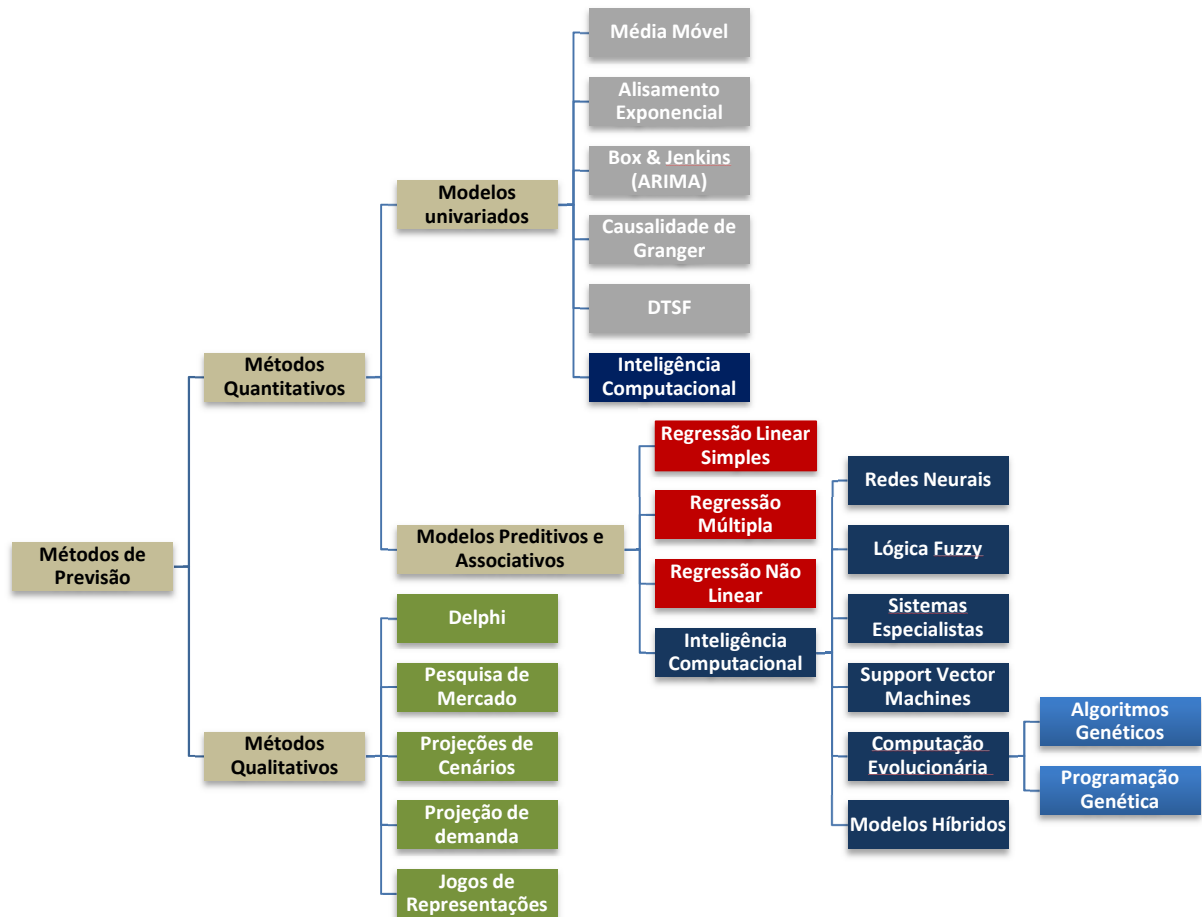 Média Móvel
Alisamento
Exponencial
Box & Jenkins
(ARIMA)
Modelos
univariados
Causalidade de
Granger
DTSF
Métodos
Quantitativos
Inteligência
Computacional
Regressão Linear
Simples
Redes Neurais
Regressão
Múltipla
Métodos de
Previsão
Modelos Preditivos e
Associativos
Lógica Fuzzy
Regressão Não
Linear
Delphi
Sistemas
Especialistas
Inteligência
Computacional
Pesquisa de
Mercado
Support Vector
Machines
Algoritmos
Genéticos
Métodos
Qualitativos
Projeções de
Cenários
Computação
Evolucionária
Programação
Genética
Projeção de
demanda
Modelos Híbridos
Jogos de
Representações